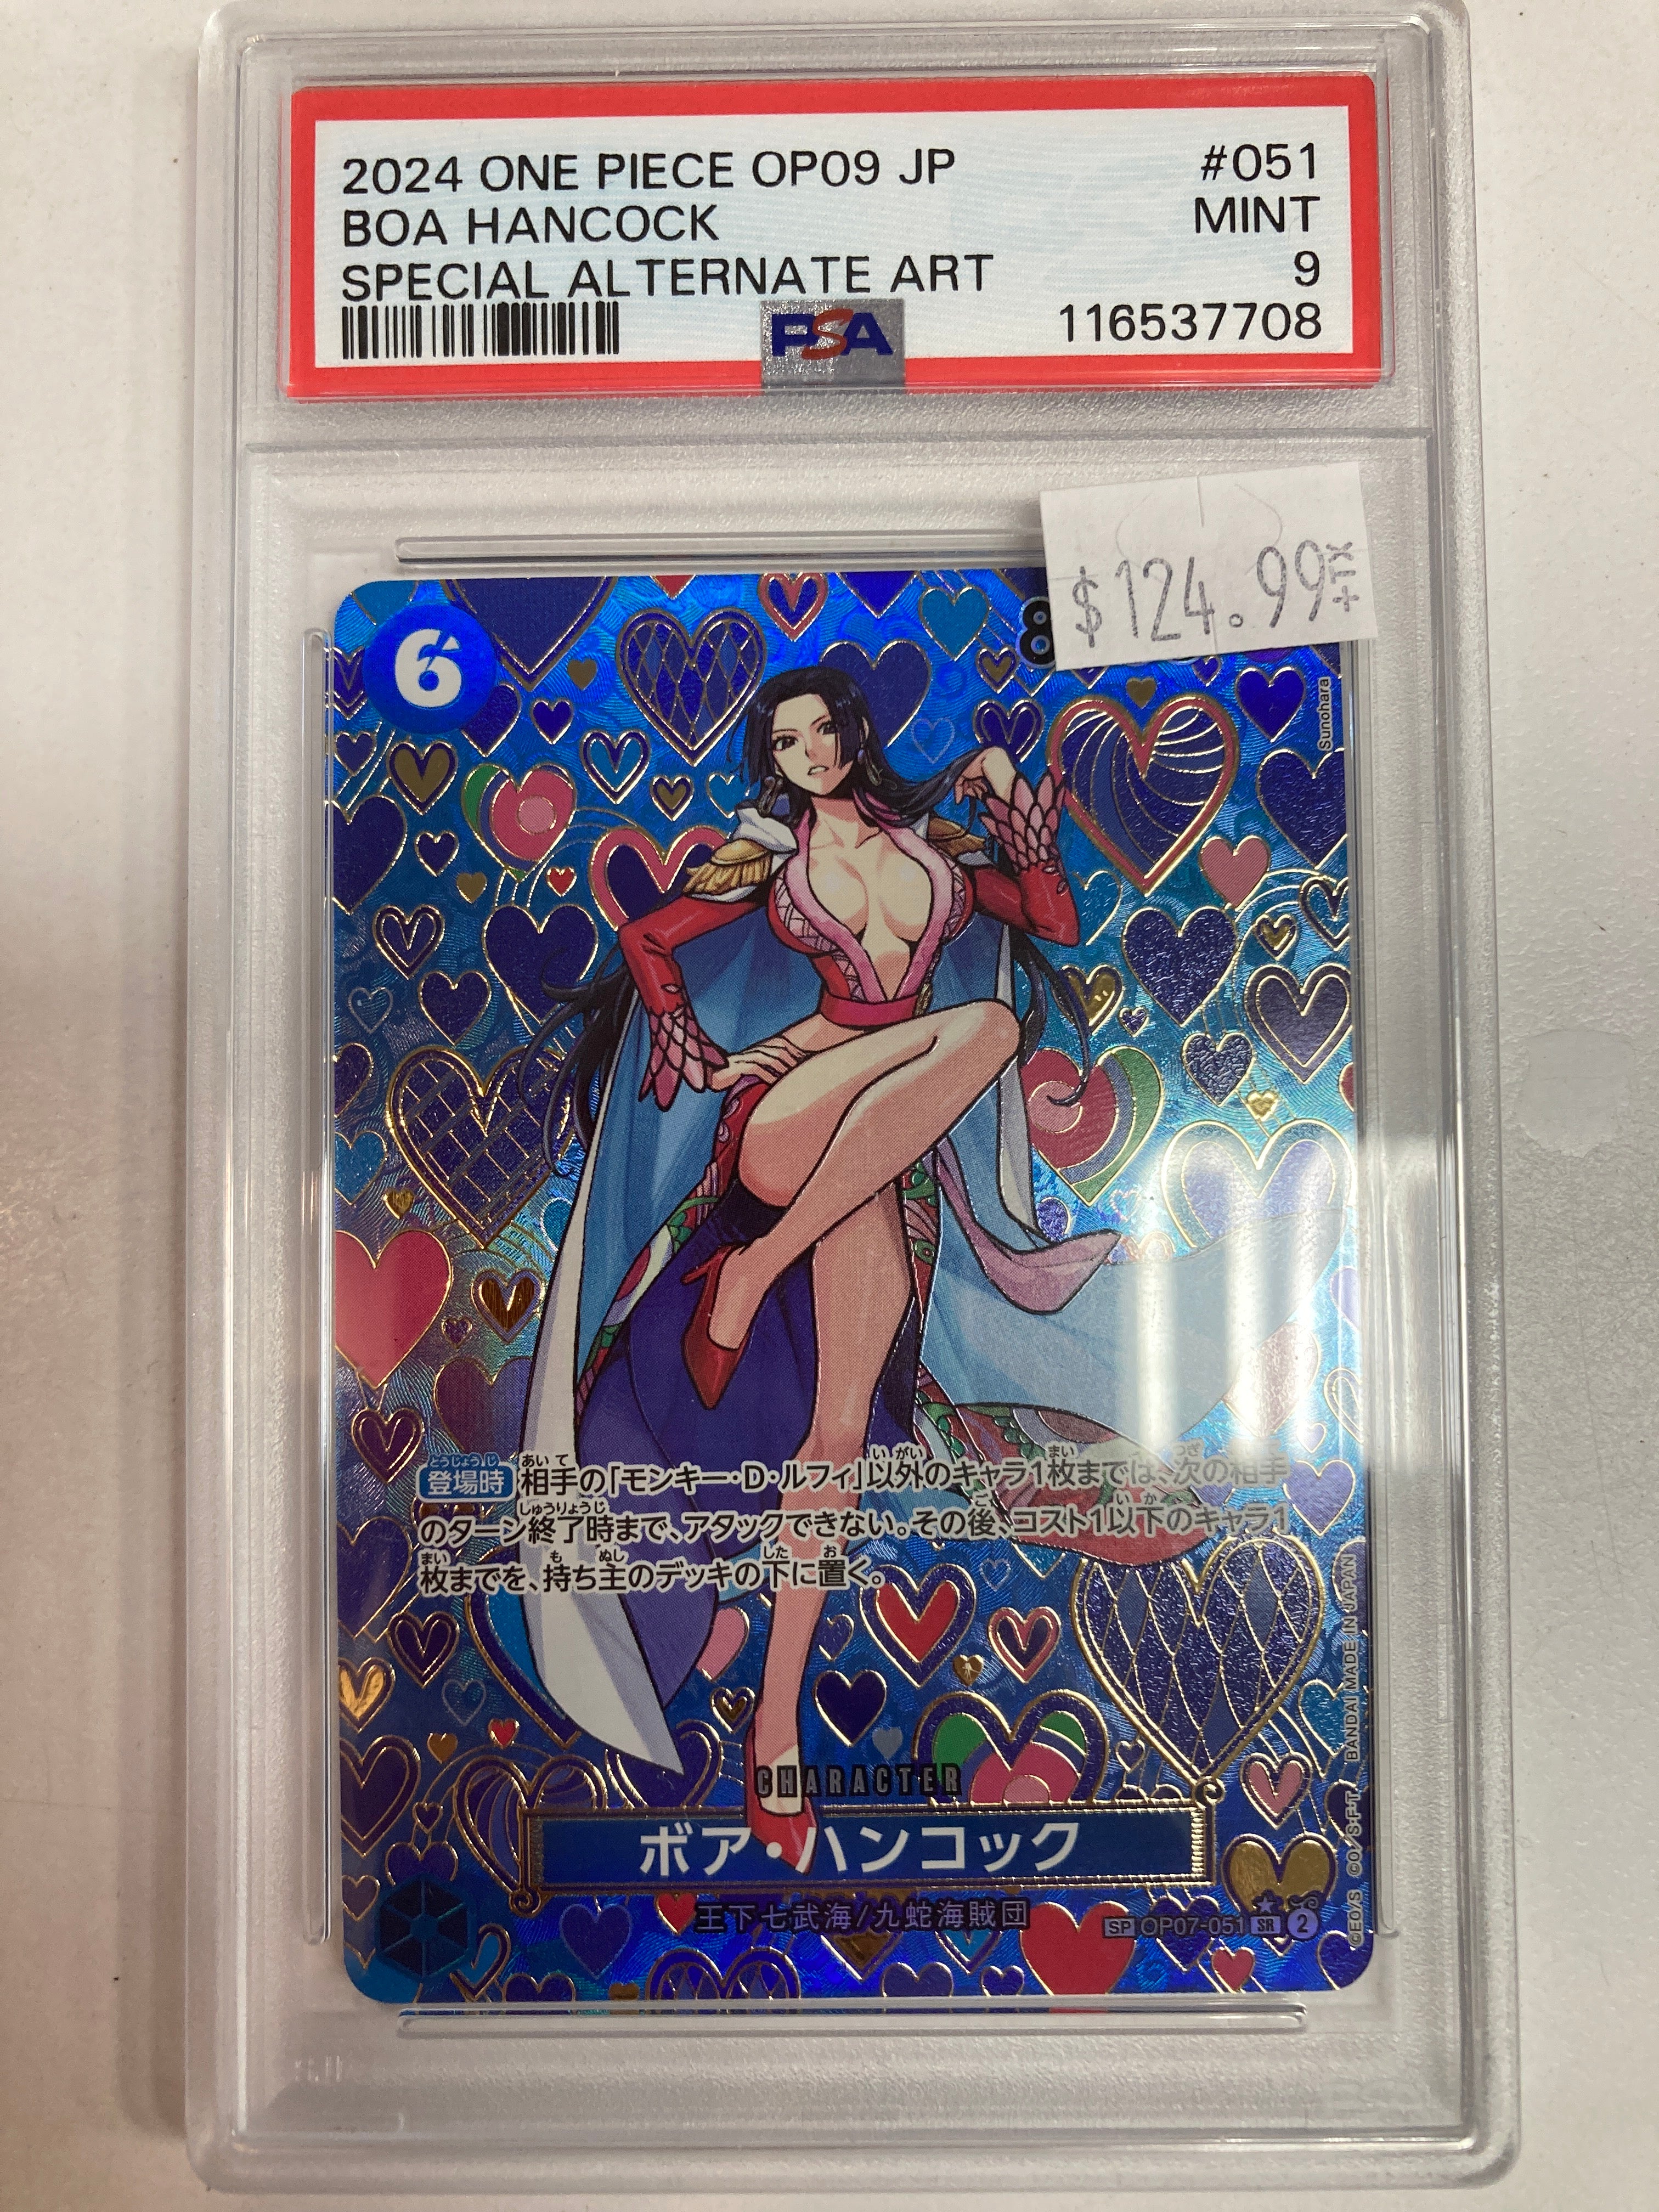 2024 ONE PIECE OP09 JP #051
BOA HANCOCK MINT
SPECIAL ALTERNATE ART 9
PSA 116537708
$124.99 +TX
6
8
Sunohara
登場時 相手の「モンキー・D・ルフィ」以外のキャラ1枚までは、次の相手
のターン終了時まで、アタックできない。その後、コスト1以下のキャラ1
枚までを、持ち主のデッキの下に置く。
CHARACTER
ボア・ハンコック
王下七武海/九蛇海賊団
SP OP07-051 SR 2
©EO/S ©O/S・F・T BANDAI MADE IN JAPAN